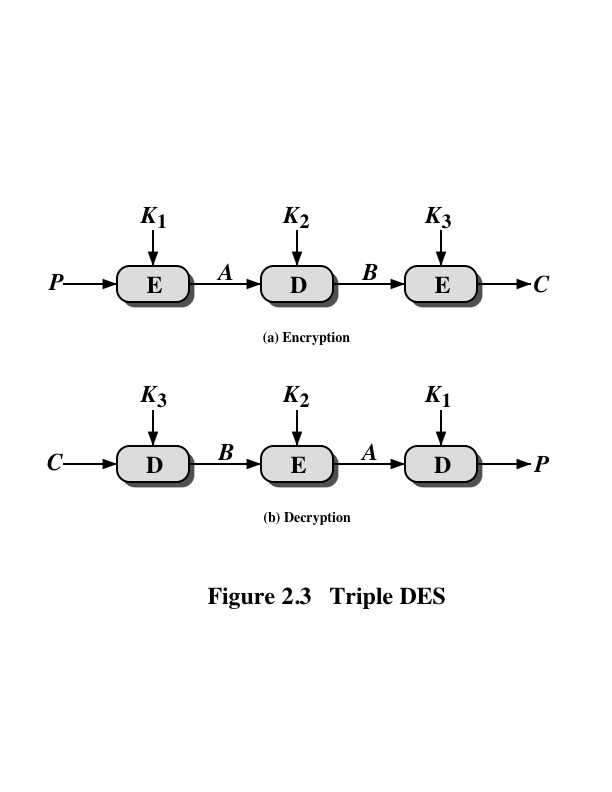 K1 K2 K3
P E A D B E C
(a) Encryption
K3 K2 K1
C D B E A D P
(b) Decryption
Figure 2.3 Triple DES